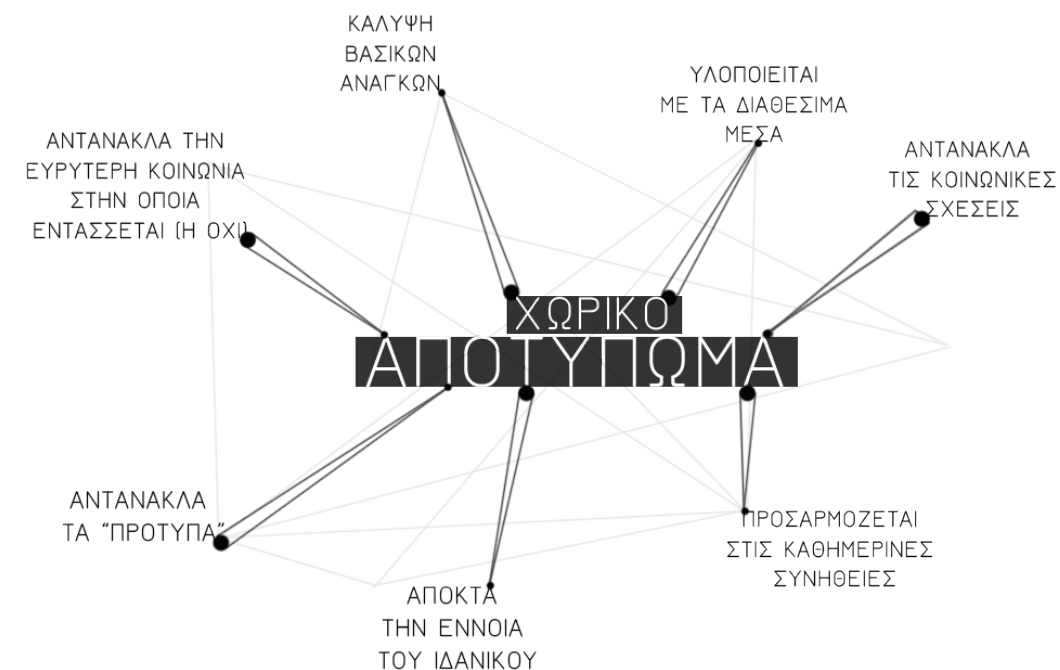 ΚΑΛΥΨΗ
ΒΑΣΙΚΩΝ
ΑΝΑΓΚΩΝ
ΥΛΟΠΟΙΕΙΤΑΙ
ΜΕ ΤΑ ΔΙΑΘΕΣΙΜΑ
ΜΕΣΑ
ΑΝΤΑΝΑΚΛΑ ΤΗΝ
ΕΥΡΥΤΕΡΗ ΚΟΙΝΩΝΙΑ
ΣΤΗΝ ΟΠΟΙΑ
ΕΝΤΑΣΣΕΤΑΙ (Η ΟΧΙ)
ΑΝΤΑΝΑΚΛΑ
ΤΙΣ ΚΟΙΝΩΝΙΚΕΣ
ΣΧΕΣΕΙΣ
ΧΩΡΙΚΟ
ΑΠΟΤΥΠΩΜΑ
ΑΝΤΑΝΑΚΛΑ
ΤΑ “ΠΡΟΤΥΠΑ”
ΠΡΟΣΑΡΜΟΖΕΤΑΙ
ΣΤΙΣ ΚΑΘΗΜΕΡΙΝΕΣ
ΣΥΝΗΘΕΙΕΣ
ΑΠΟΚΤΑ
ΤΗΝ ΕΝΝΟΙΑ
ΤΟΥ ΙΔΑΝΙΚΟΥ